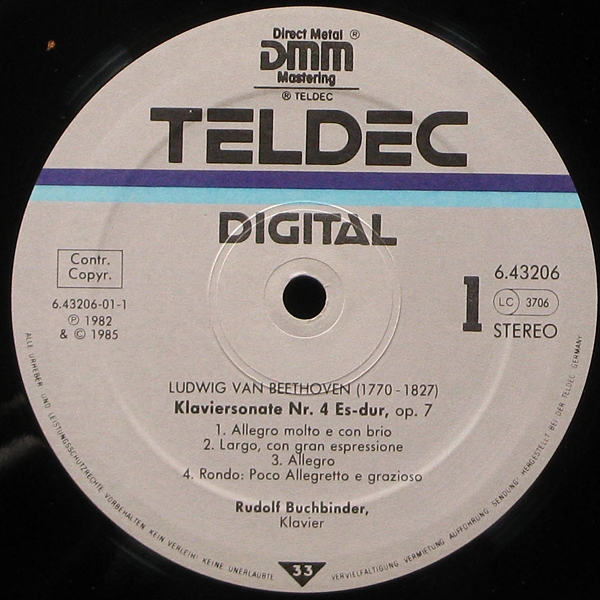 Direct Metal ®
DMM
Mastering
® TELDEC
TELDEC
DIGITAL
Contr.
Copyr.
6.43206-01-1
℗ 1982
& © 1985
6.43206
1
LC 3706
STEREO
LUDWIG VAN BEETHOVEN (1770-1827)
Klaviersonate Nr. 4 Es-dur, op. 7
1. Allegro molto e con brio
2. Largo, con gran espressione
3. Allegro
4. Rondo: Poco Allegretto e grazioso
Rudolf Buchbinder,
Klavier
ALLE URHEBER- UND LEISTUNGSSCHUTZRECHTE VORBEHALTEN KEIN VERLEIH! KEINE UNERLAUBTE
33
VERVIELFÄLTIGUNG, VERMIETUNG, AUFFÜHRUNG, SENDUNG! HERGESTELLT BEI DER TELDEC GERMANY